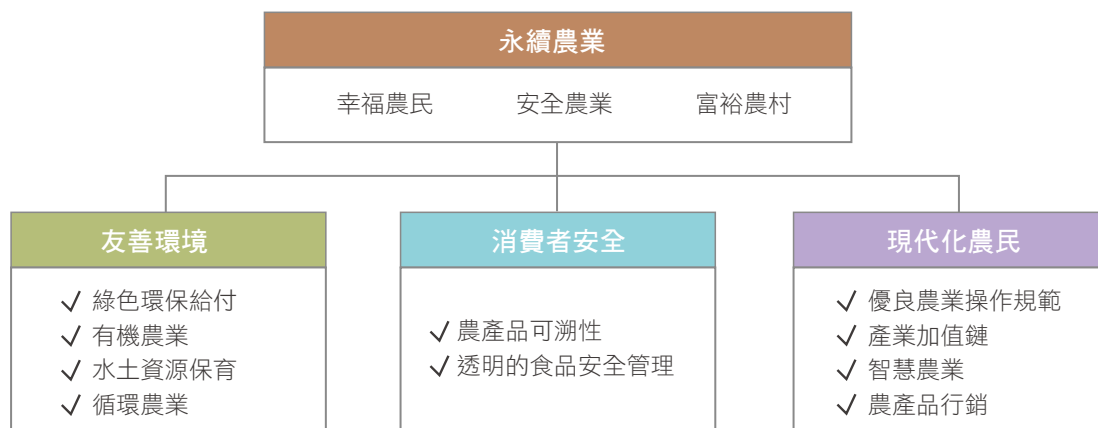 永續農業
幸福農民 安全農業 富裕農村
友善環境
✓ 綠色環保給付
✓ 有機農業
✓ 水土資源保育
✓ 循環農業
消費者安全
✓ 農產品可溯性
✓ 透明的食品安全管理
現代化農民
✓ 優良農業操作規範
✓ 產業加值鏈
✓ 智慧農業
✓ 農產品行銷